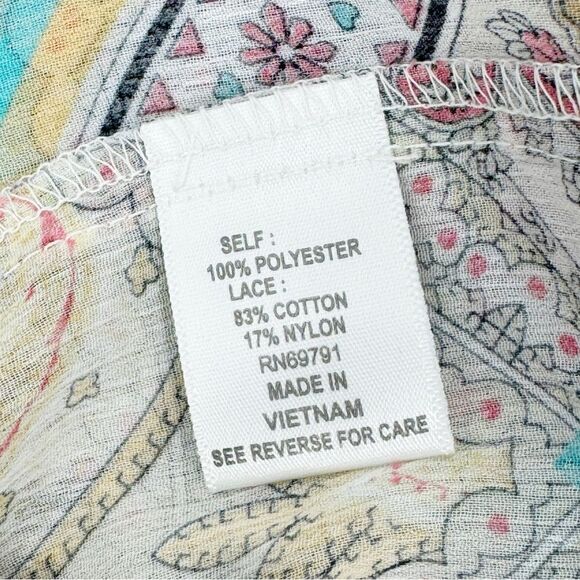 SELF :
100% POLYESTER
LACE :
83% COTTON
17% NYLON
RN69791
MADE IN
VIETNAM
SEE REVERSE FOR CARE